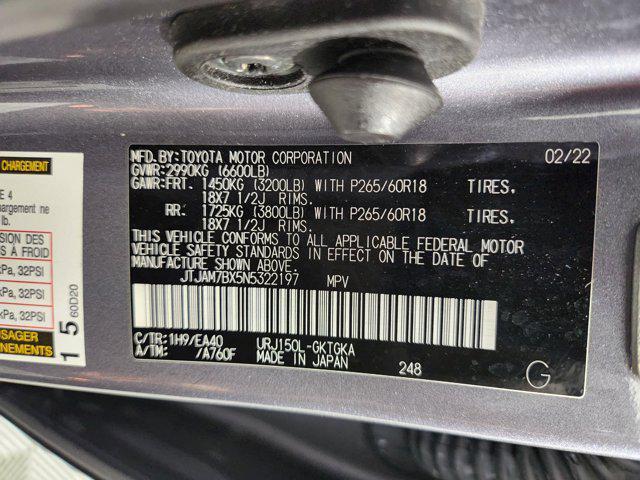 CHARGEMENT
E 4
hargement ne
lb.
SION DES
S À FROID
kPa, 32PSI
kPa, 32PSI
kPa, 32PSI
SAGER
NEMENTS
1 5 60D20
MFD. BY: TOYOTA MOTOR CORPORATION 02/22
GVWR: 2990KG (6600LB)
GAWR: FRT. 1450KG (3200LB) WITH P265/60R18 TIRES.
18X7 1/2J RIMS.
RR. 1725KG (3800LB) WITH P265/60R18 TIRES.
18X7 1/2J RIMS.
THIS VEHICLE CONFORMS TO ALL APPLICABLE FEDERAL MOTOR
VEHICLE SAFETY STANDARDS IN EFFECT ON THE DATE OF
MANUFACTURE SHOWN ABOVE.
JTJAM7BX5N5322197 MPV
C/TR: 1H9/EA40 URJ150L-GKTGKA
A/TM: /A760F MADE IN JAPAN 248 G